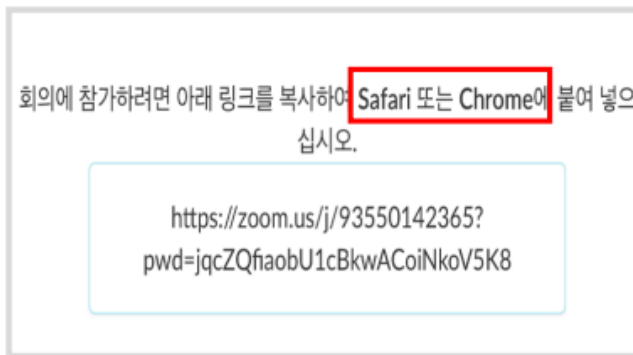 회의에 참가하려면 아래 링크를 복사하여 Safari 또는 Chrome에 붙여 넣으
십시오.
https://zoom.us/j/93550142365?
pwd=jqcZQfiaobU1cBkwACoiNkoV5K8